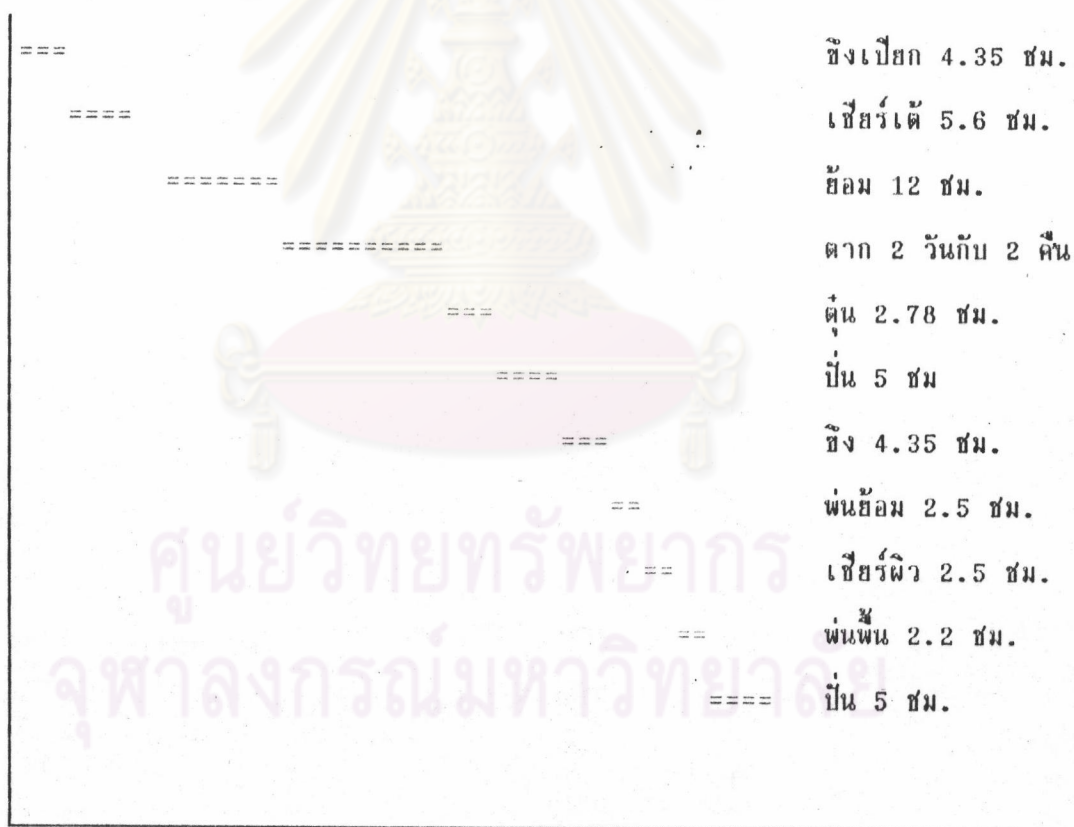 === ขึงเปียก 4.35 ชม.
==== เชียร์เต้ 5.6 ชม.
======= ย้อม 12 ชม.
========== ตาก 2 วันกับ 2 คืน
=== ตุ๋น 2.78 ชม.
==== ปั่น 5 ชม
=== ขึง 4.35 ชม.
== พ่นย้อม 2.5 ชม.
== เชียร์ผิว 2.5 ชม.
== พ่นพื้น 2.2 ชม.
==== ปั่น 5 ชม.
ศูนย์วิทยทรัพยากร
จุฬาลงกรณ์มหาวิทยาลัย